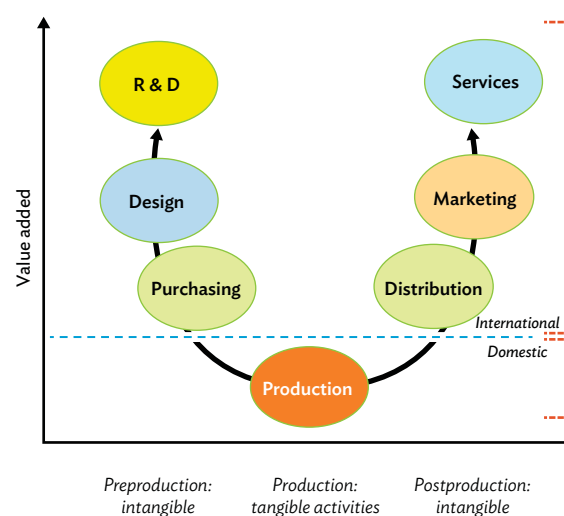 Value added
R & D
Services
Design
Marketing
Purchasing
Distribution
International
Domestic
Production
Preproduction:
intangible
Production:
tangible activities
Postproduction:
intangible